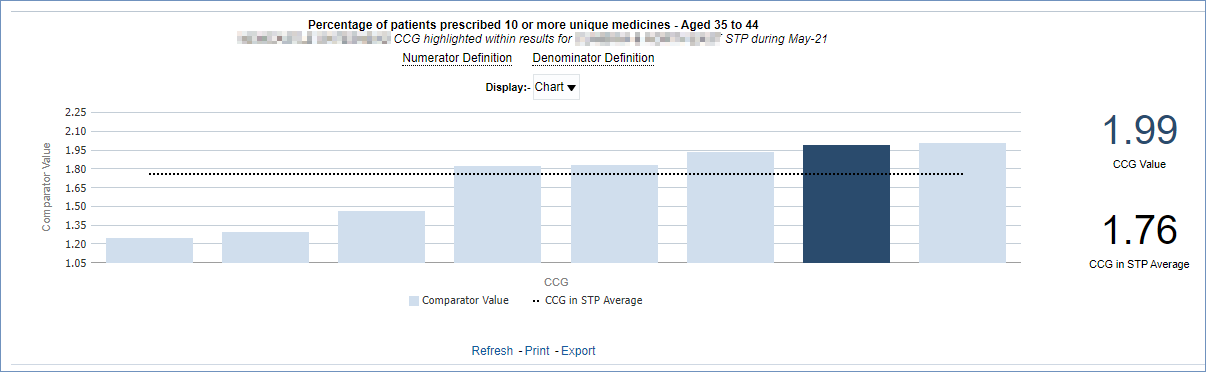 Percentage of patients prescribed 10 or more unique medicines - Aged 35 to 44
CCG highlighted within results for STP during May-21
Numerator Definition Denominator Definition
Display:- Chart
2.25
2.10
1.95
1.80
1.65
1.50
1.35
1.20
1.05
Comparator Value
CCG
Comparator Value CCG in STP Average
1.99
CCG Value
1.76
CCG in STP Average
Refresh - Print - Export